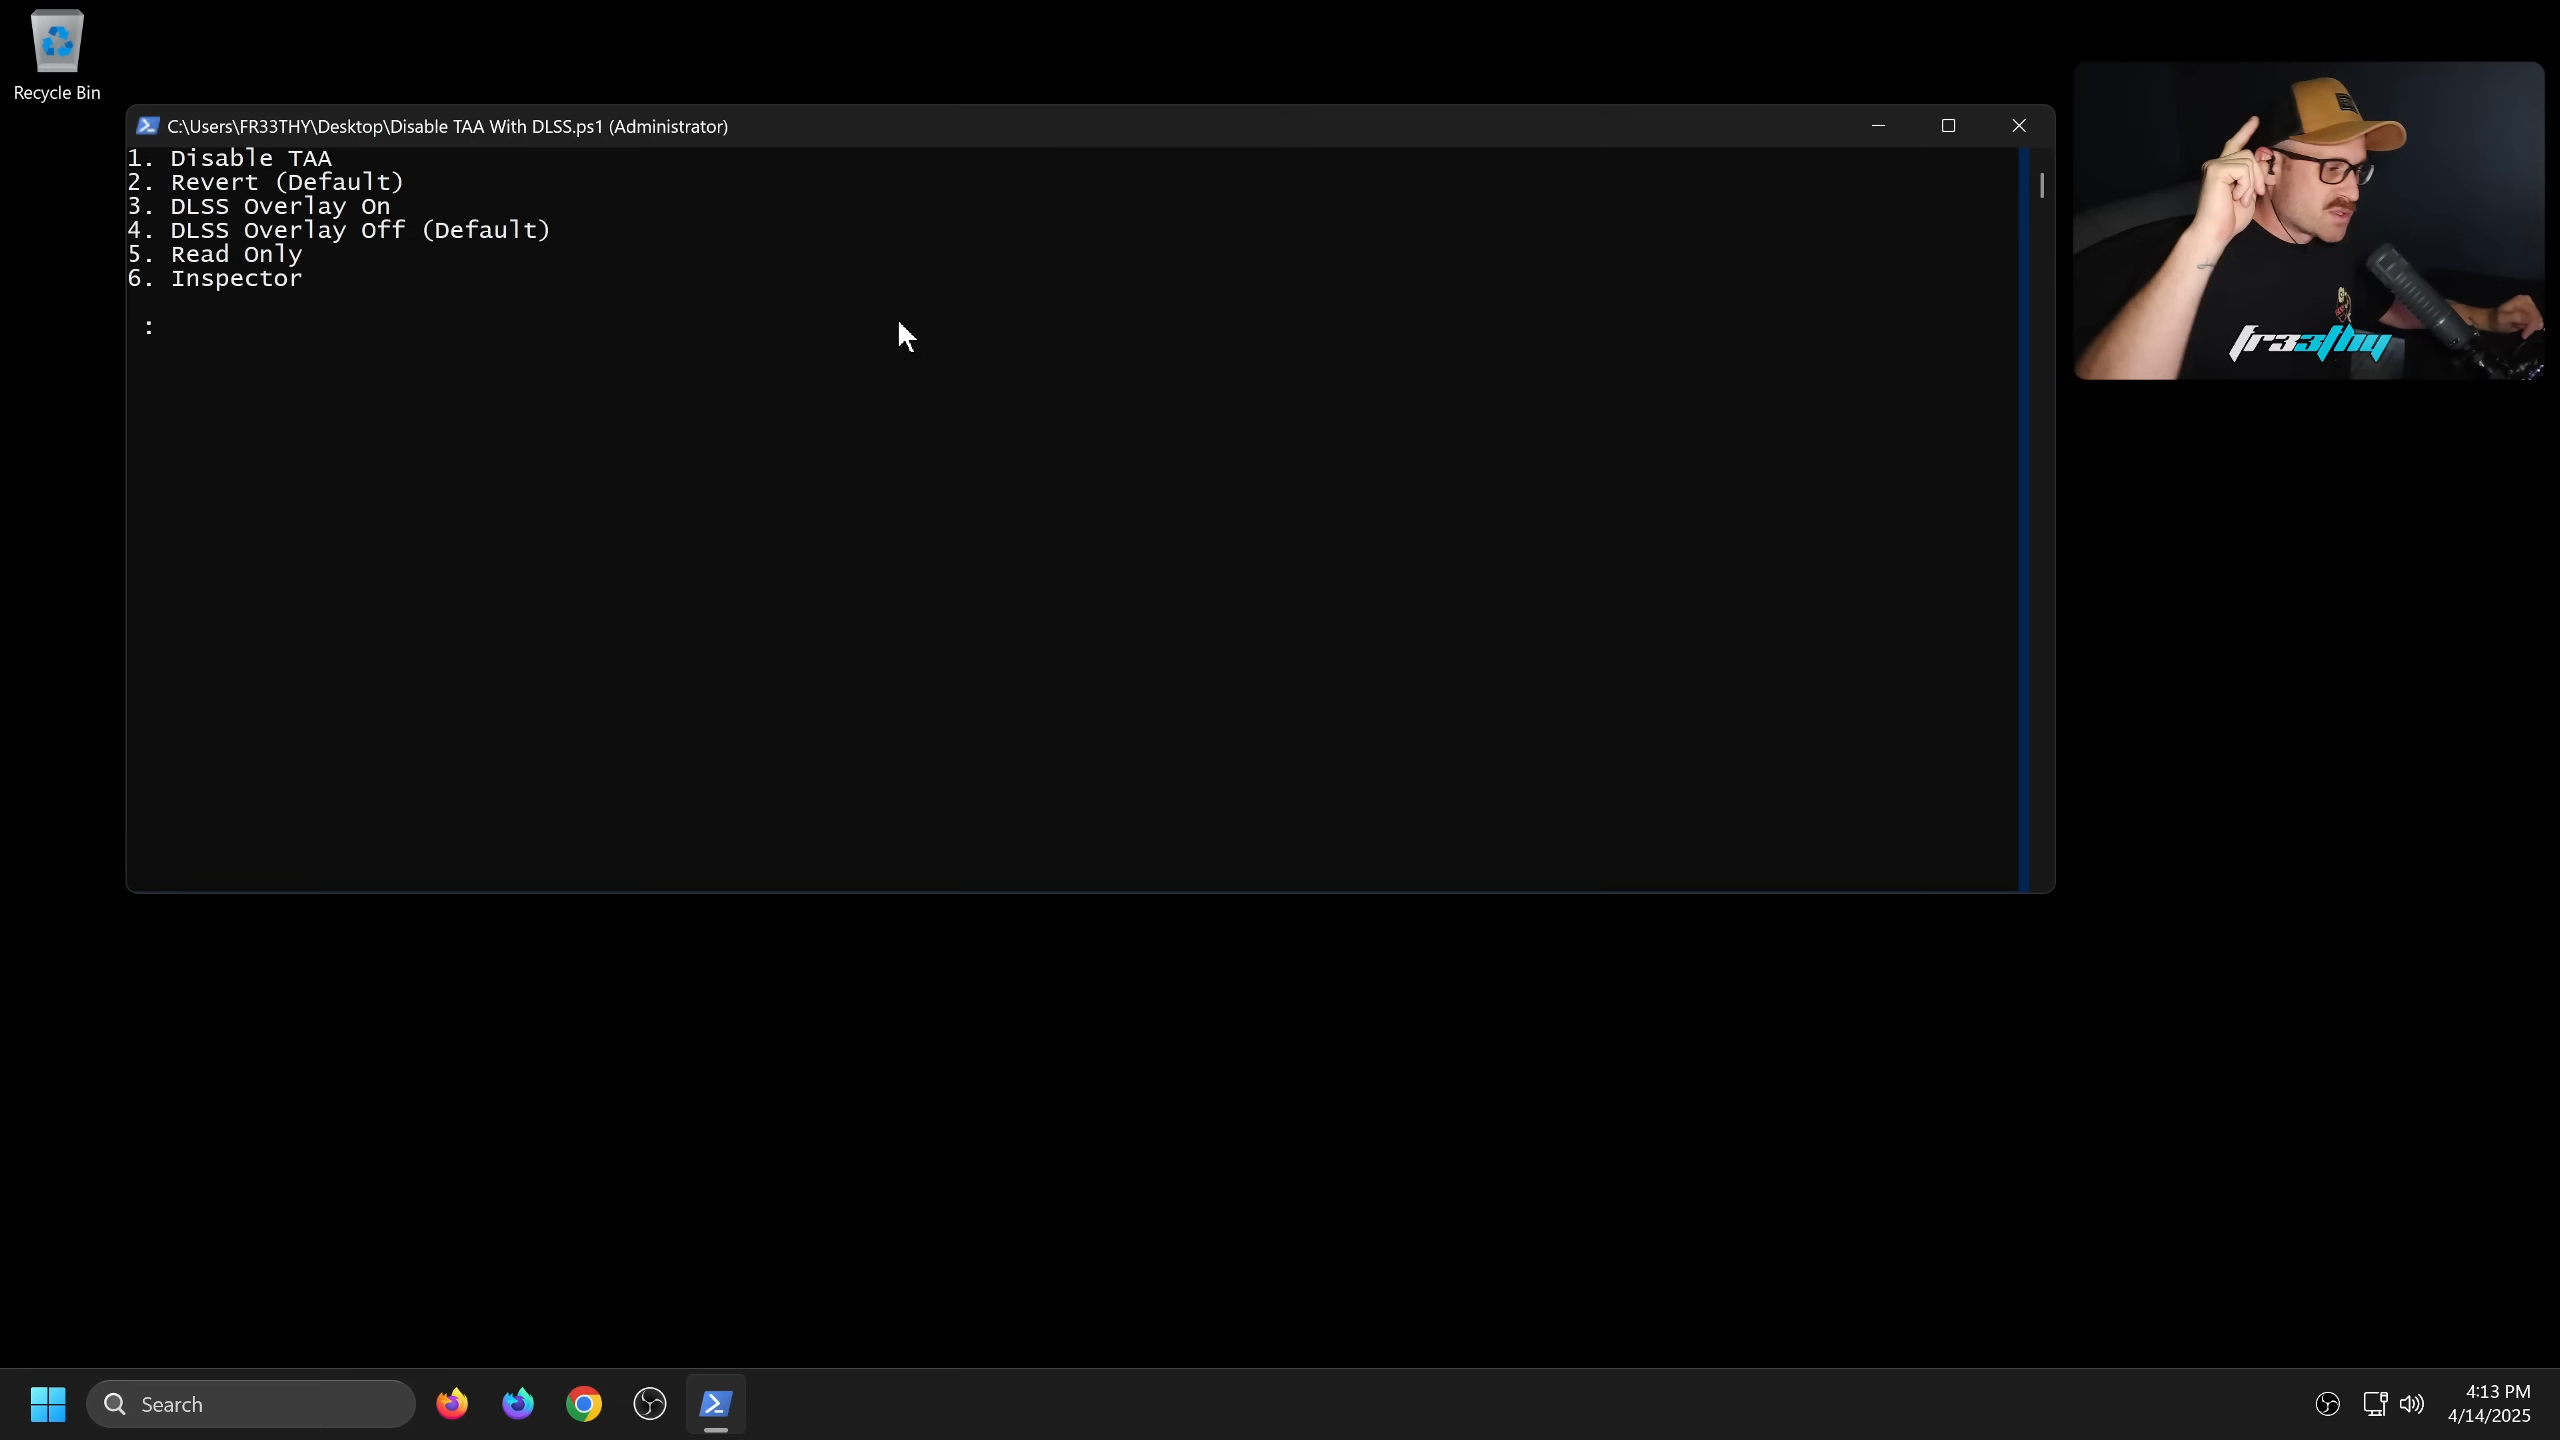 Recycle Bin
C:\Users\FR33THY\Desktop\Disable TAA With DLSS.ps1 (Administrator)
1. Disable TAA
2. Revert (Default)
3. DLSS Overlay On
4. DLSS Overlay Off (Default)
5. Read Only
6. Inspector
:
fr33thy
Search
4:13 PM
4/14/2025